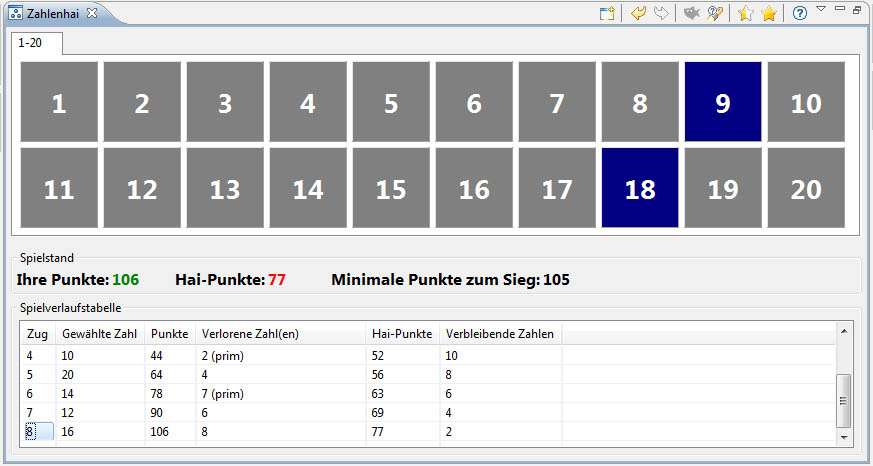 Zahlenhai
1-20
1 2 3 4 5 6 7 8 9 10
11 12 13 14 15 16 17 18 19 20
Spielstand
Ihre Punkte: 106 Hai-Punkte: 77 Minimale Punkte zum Sieg: 105
Spielverlaufstabelle
Zug Gewählte Zahl Punkte Verlorene Zahl(en) Hai-Punkte Verbleibende Zahlen
4 10 44 2 (prim) 52 10
5 20 64 4 56 8
6 14 78 7 (prim) 63 6
7 12 90 6 69 4
8 16 106 8 77 2